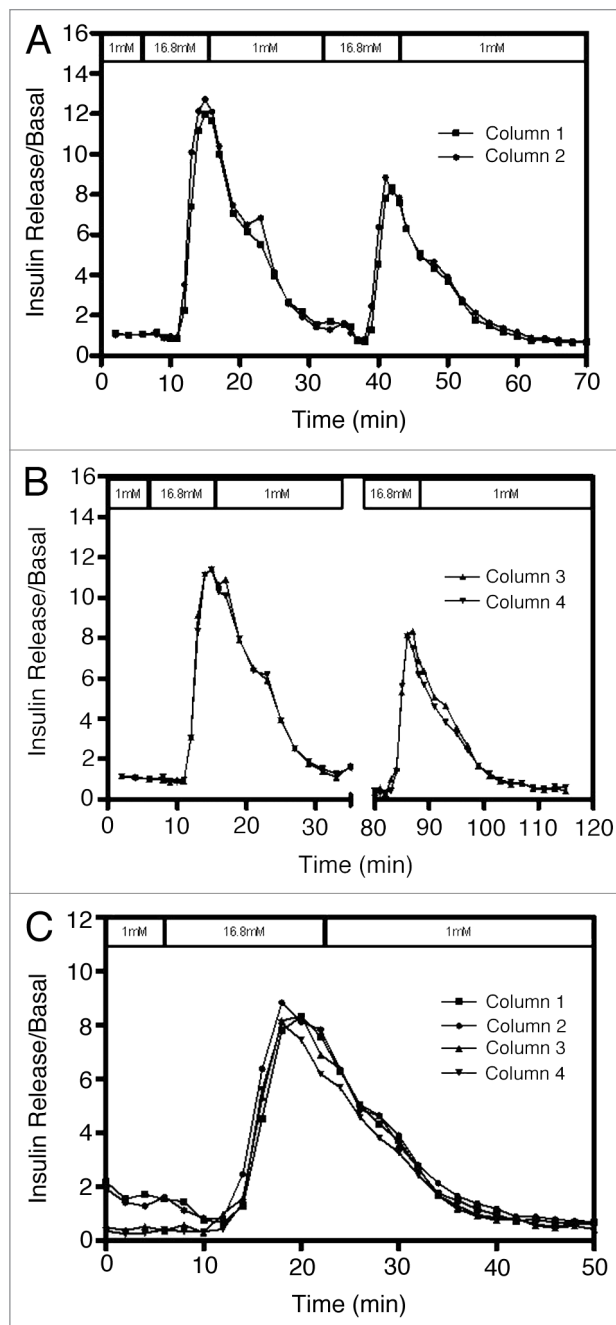 A
1mM 16.8mM 1mM 16.8mM 1mM
16
14
12
10
8
6
4
2
0
Insulin Release/Basal
Column 1
Column 2
0 10 20 30 40 50 60 70
Time (min)
B
1mM 16.8mM 1mM 16.8mM 1mM
16
14
12
10
8
6
4
2
0
Insulin Release/Basal
Column 3
Column 4
0 10 20 30 80 90 100 110 120
Time (min)
C
1mM 16.8mM 1mM
12
10
8
6
4
2
0
Insulin Release/Basal
Column 1
Column 2
Column 3
Column 4
0 10 20 30 40 50
Time (min)